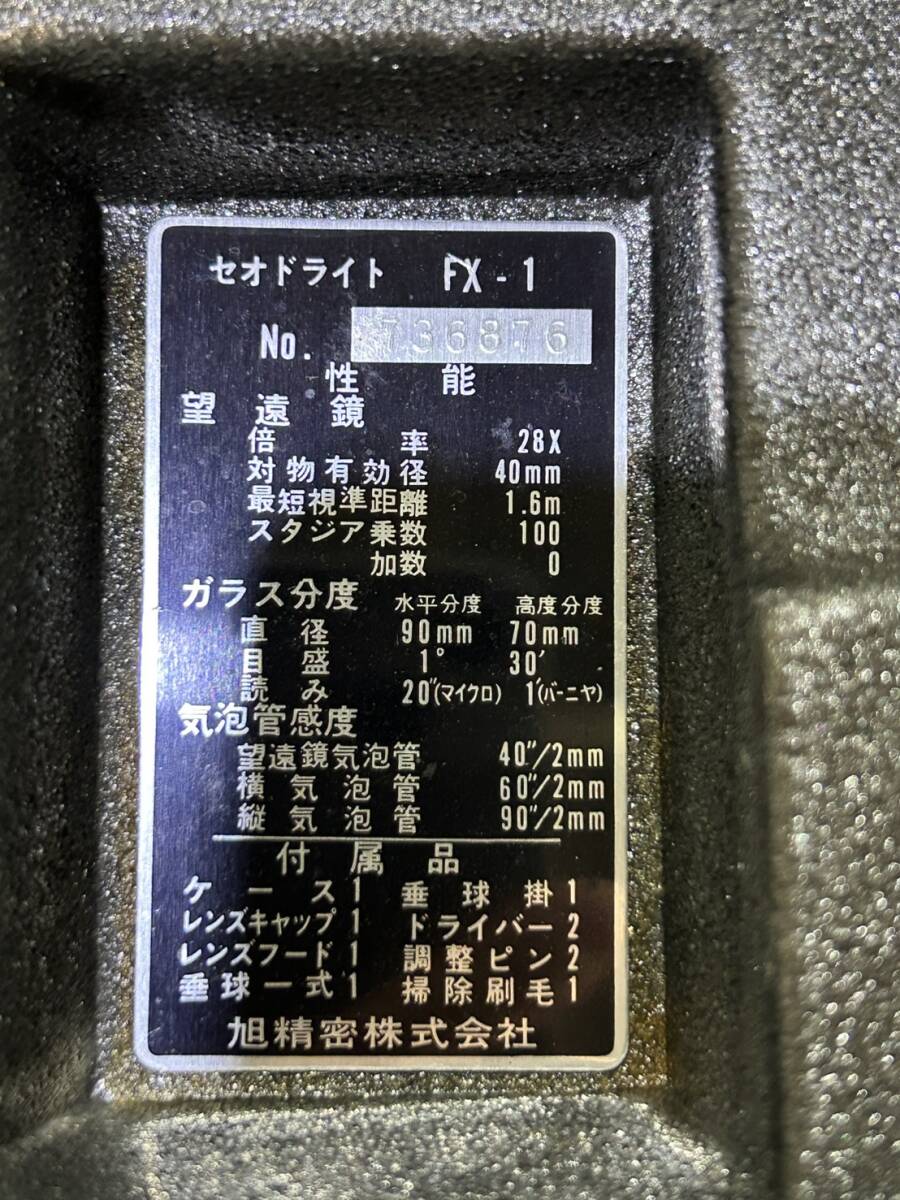 セオドライト FX-1
No. 736876
性能
望遠鏡
倍率 28X
対物有効径 40mm
最短視準距離 1.6m
スタジア乗数 100
加数 0
ガラス分度 水平分度 高度分度
直径 90mm 70mm
目盛 1° 30′
読み 20″(マイクロ) 1′(バーニヤ)
気泡管感度
望遠鏡気泡管 40″/2mm
横気泡管 60″/2mm
縦気泡管 90″/2mm
付属品
ケース1 垂球掛1
レンズキャップ1 ドライバー2
レンズフード1 調整ピン2
垂球一式1 掃除刷毛1
旭精密株式会社